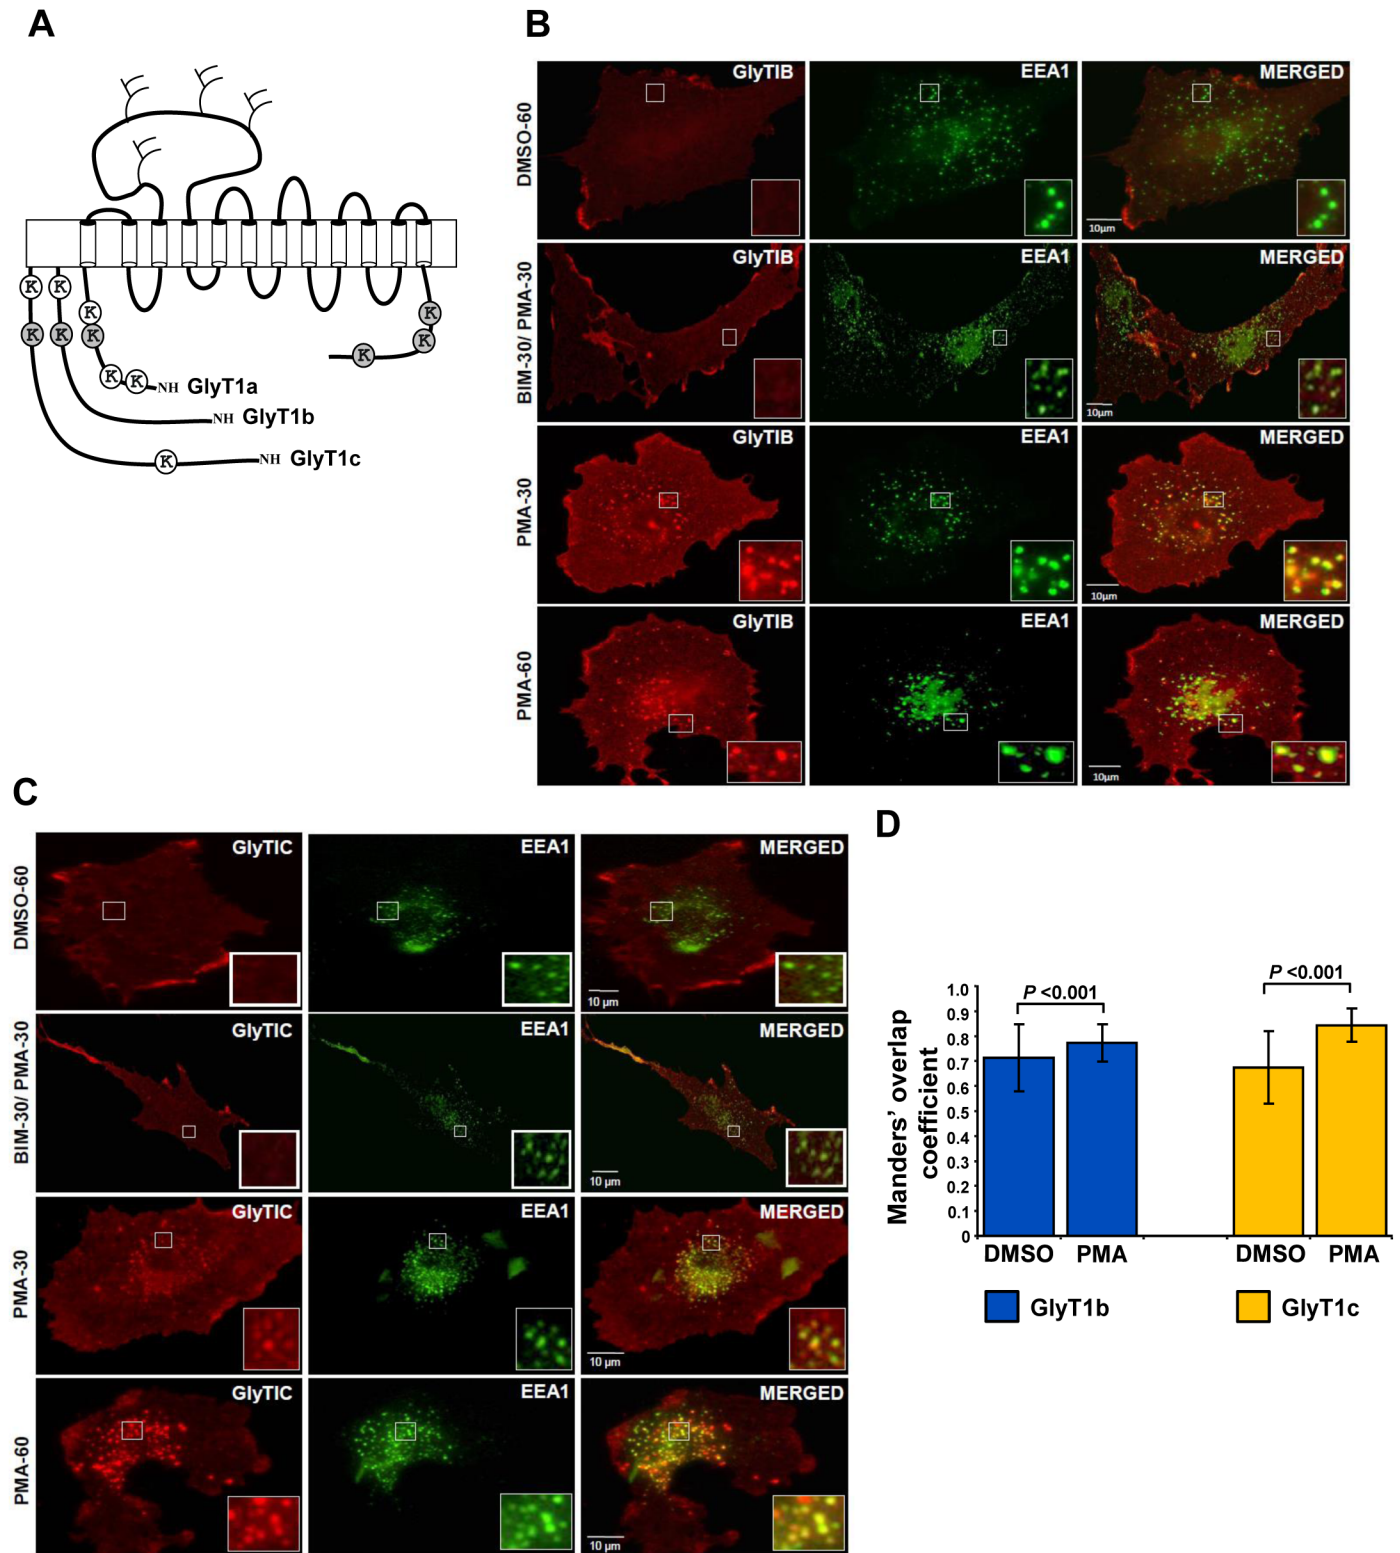 A
K
K
K
K
K
K
K
K
K
K
K
K
NH GlyT1a
NH GlyT1b
NH GlyT1c
B
DMSO-60
GlyTIB
EEA1
MERGED
10µm
BIM-30/ PMA-30
GlyTIB
EEA1
MERGED
10µm
PMA-30
GlyTIB
EEA1
MERGED
10µm
PMA-60
GlyTIB
EEA1
MERGED
10µm
C
DMSO-60
GlyTIC
EEA1
MERGED
10 µm
BIM-30/ PMA-30
GlyTIC
EEA1
MERGED
10 µm
PMA-30
GlyTIC
EEA1
MERGED
10 µm
PMA-60
GlyTIC
EEA1
MERGED
10 µm
D
Manders’ overlap
coefficient
1.0
0.9
0.8
0.7
0.6
0.5
0.4
0.3
0.2
0.1
0
P <0.001
P <0.001
DMSO PMA DMSO PMA
GlyT1b GlyT1c